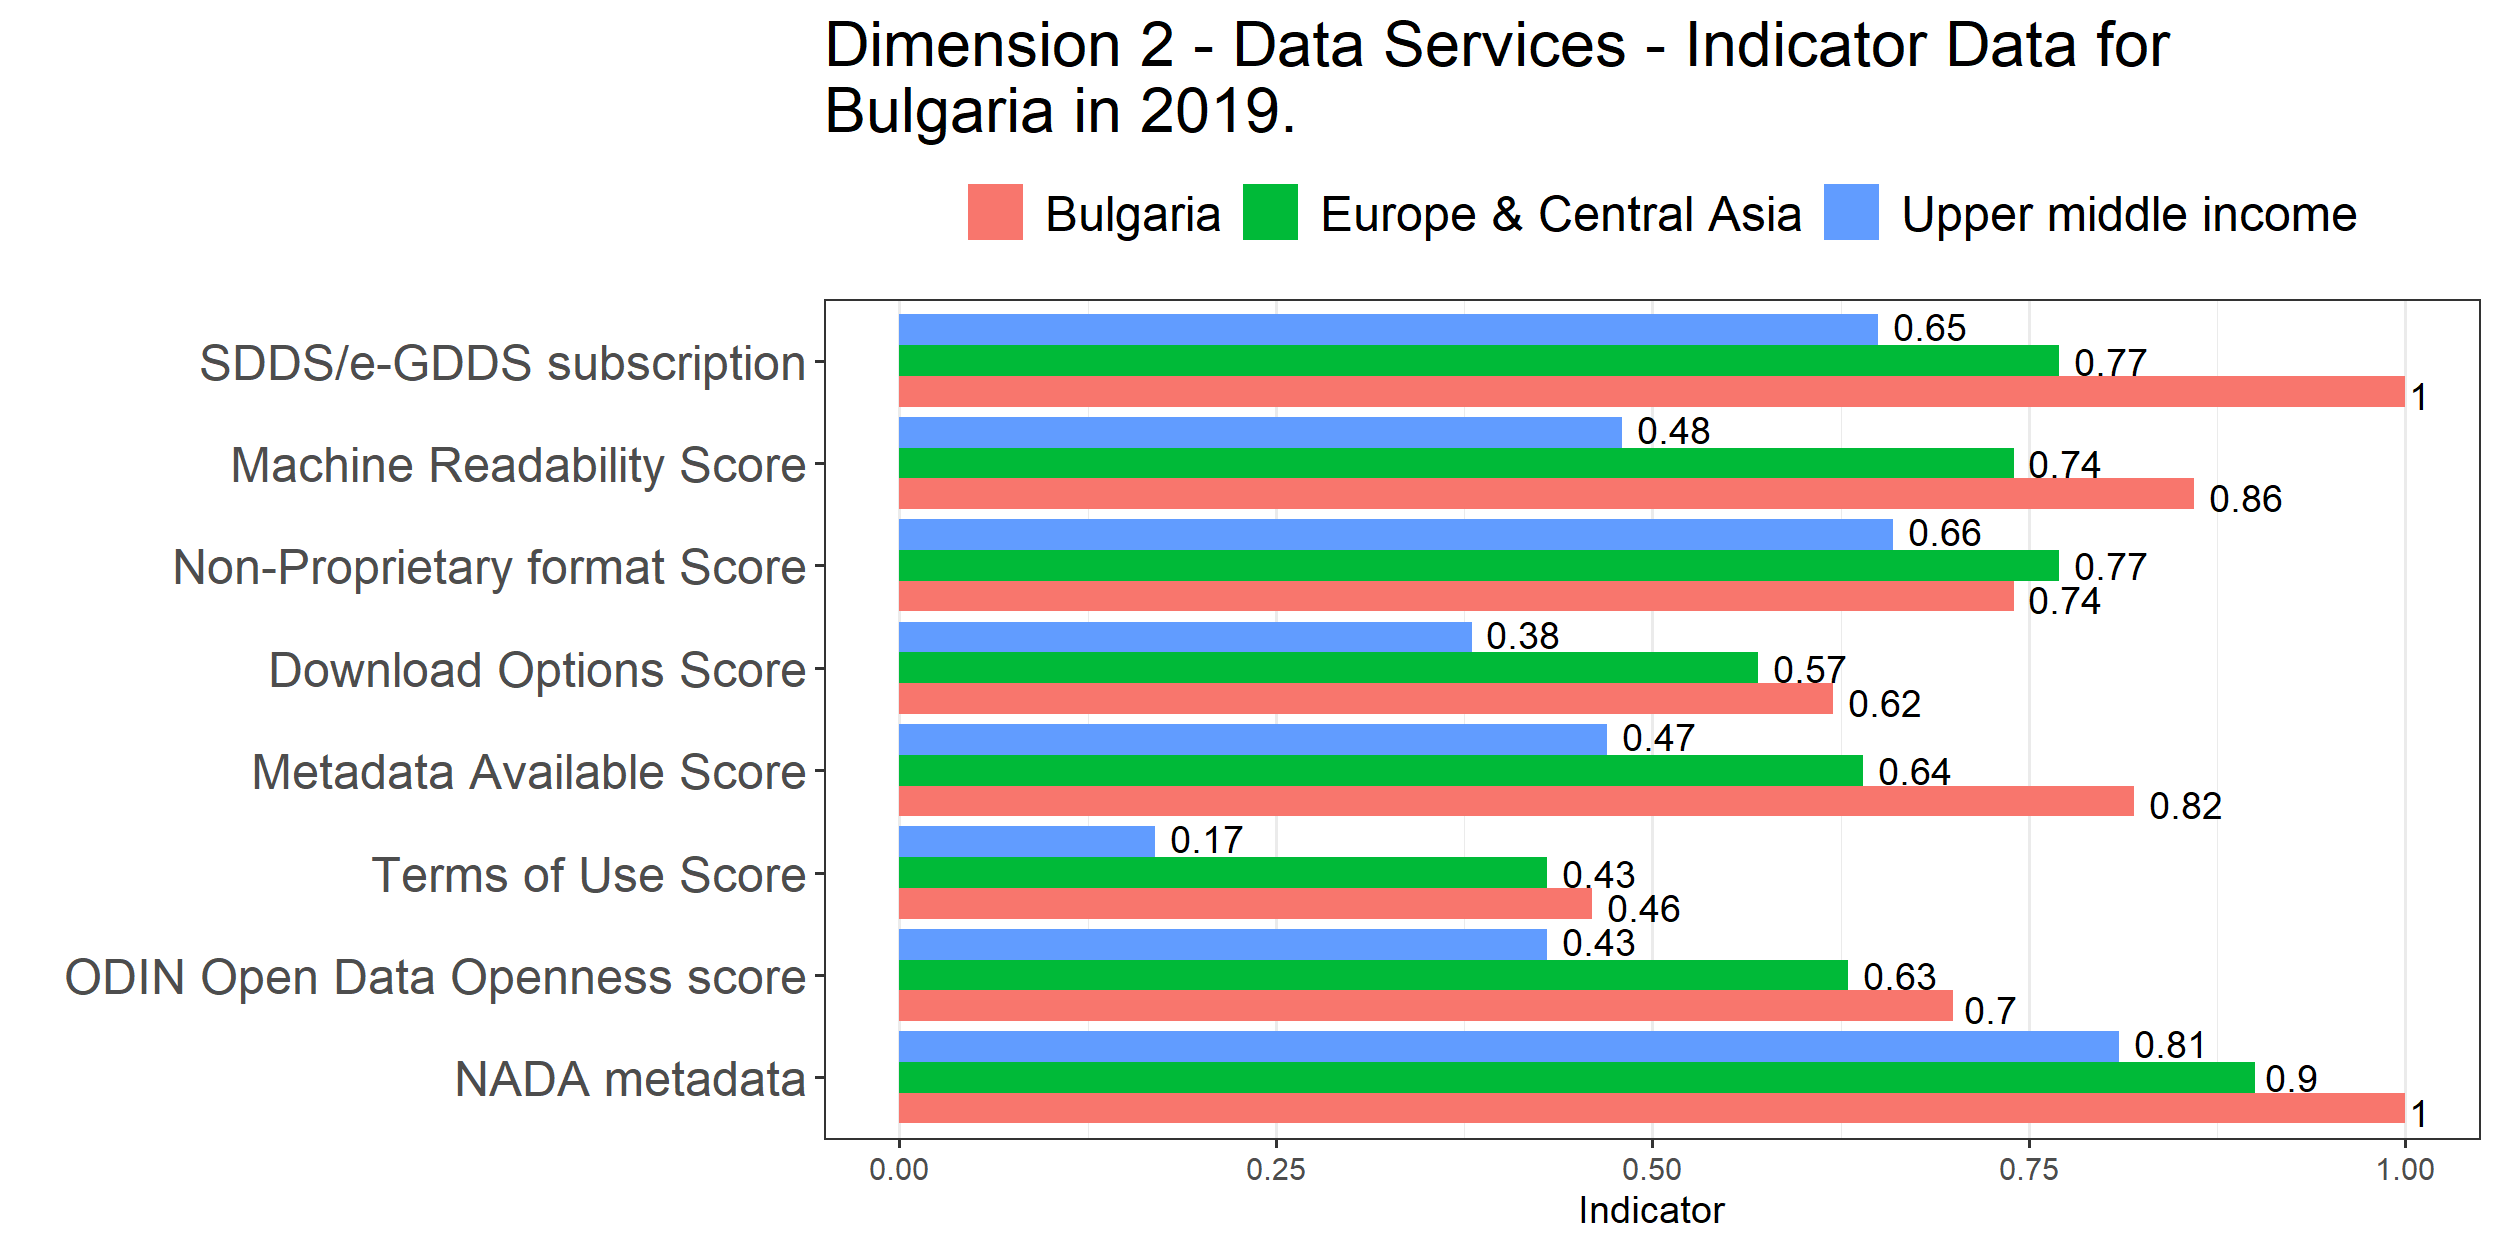 Dimension 2 - Data Services - Indicator Data for
Bulgaria in 2019.
Bulgaria Europe & Central Asia Upper middle income
SDDS/e-GDDS subscription
0.65
0.77
1
Machine Readability Score
0.48
0.74
0.86
Non-Proprietary format Score
0.66
0.77
0.74
Download Options Score
0.38
0.57
0.62
Metadata Available Score
0.47
0.64
0.82
Terms of Use Score
0.17
0.43
0.46
ODIN Open Data Openness score
0.43
0.63
0.7
NADA metadata
0.81
0.9
1
0.00 0.25 0.50 0.75 1.00
Indicator